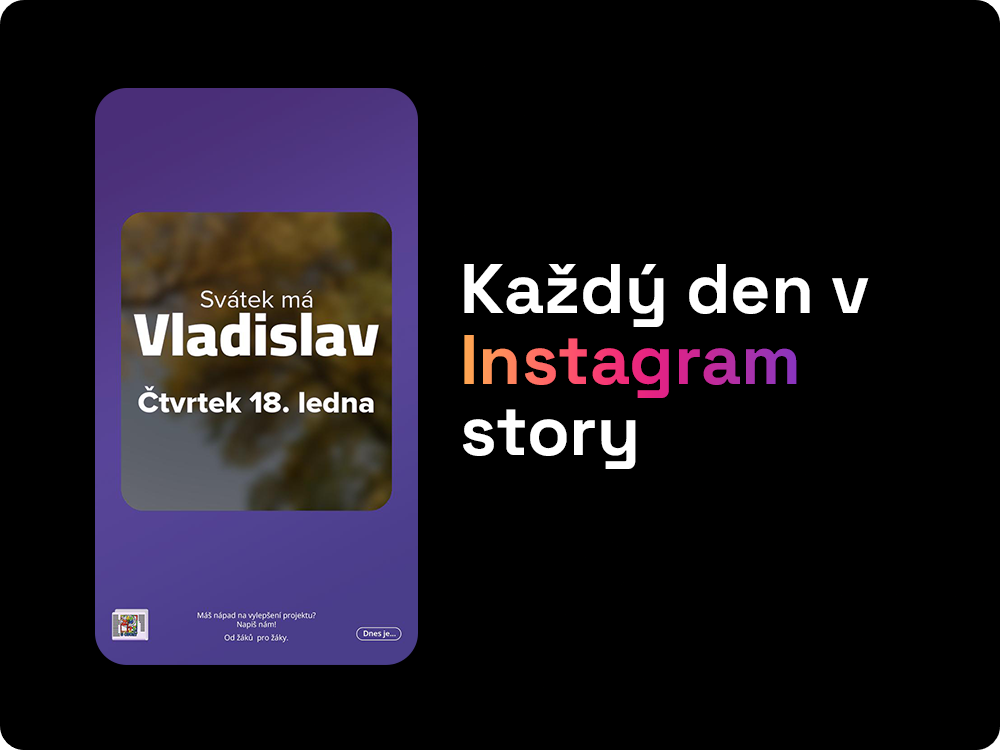 Svátek má
Vladislav
Čtvrtek 18. ledna
Máš nápad na vylepšení projektu?
Napiš nám!
Od žáků pro žáky.
Dnes je...
Každý den v
Instagram
story